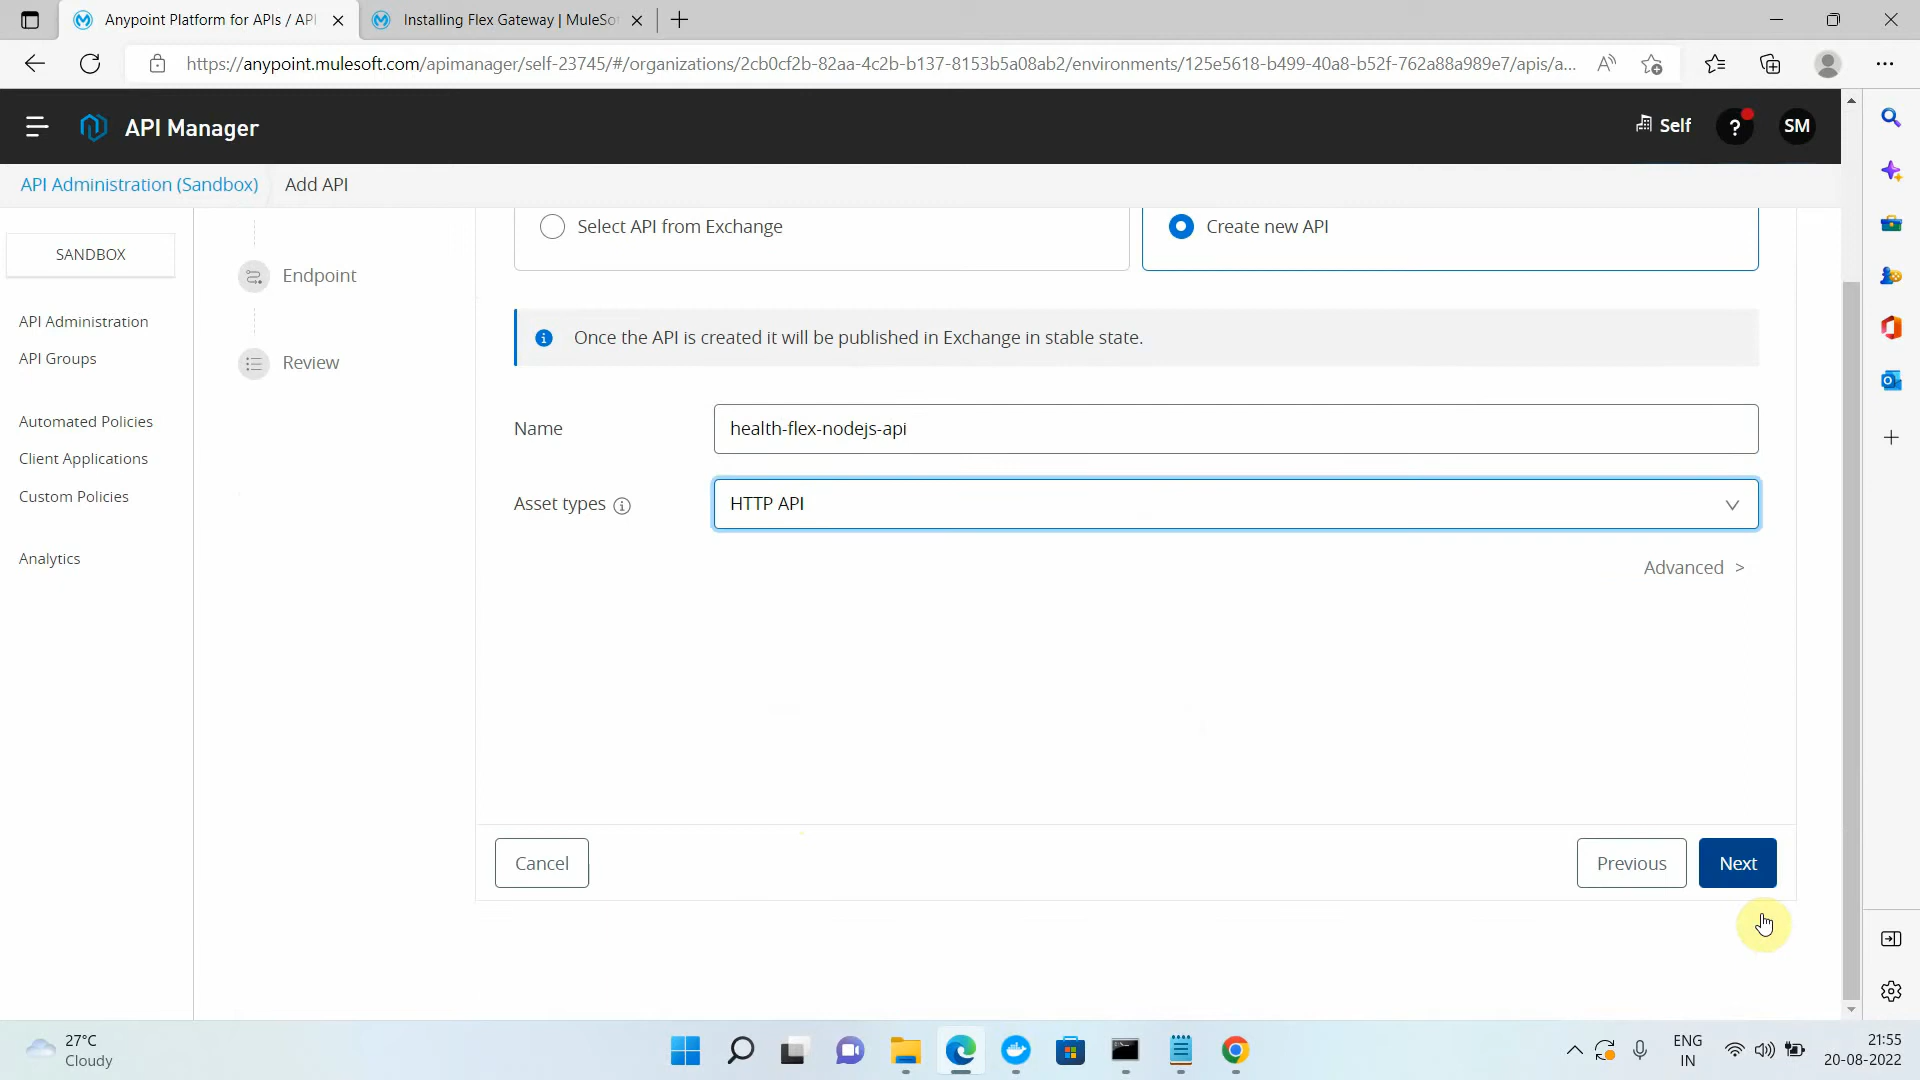 Anypoint Platform for APIs / API
Installing Flex Gateway | MuleSo
https://anypoint.mulesoft.com/apimanager/self-23745/#/organizations/2cb0cf2b-82aa-4c2b-b137-8153b5a08ab2/environments/125e5618-b499-40a8-b52f-762a88a989e7/apis/a...
API Manager
Self
?
SM
API Administration (Sandbox)
Add API
SANDBOX
API Administration
API Groups
Automated Policies
Client Applications
Custom Policies
Analytics
Endpoint
Review
Select API from Exchange
Create new API
Once the API is created it will be published in Exchange in stable state.
Name
health-flex-nodejs-api
Asset types
HTTP API
Advanced >
Cancel
Previous
Next
27°C
Cloudy
ENG
IN
21:55
20-08-2022